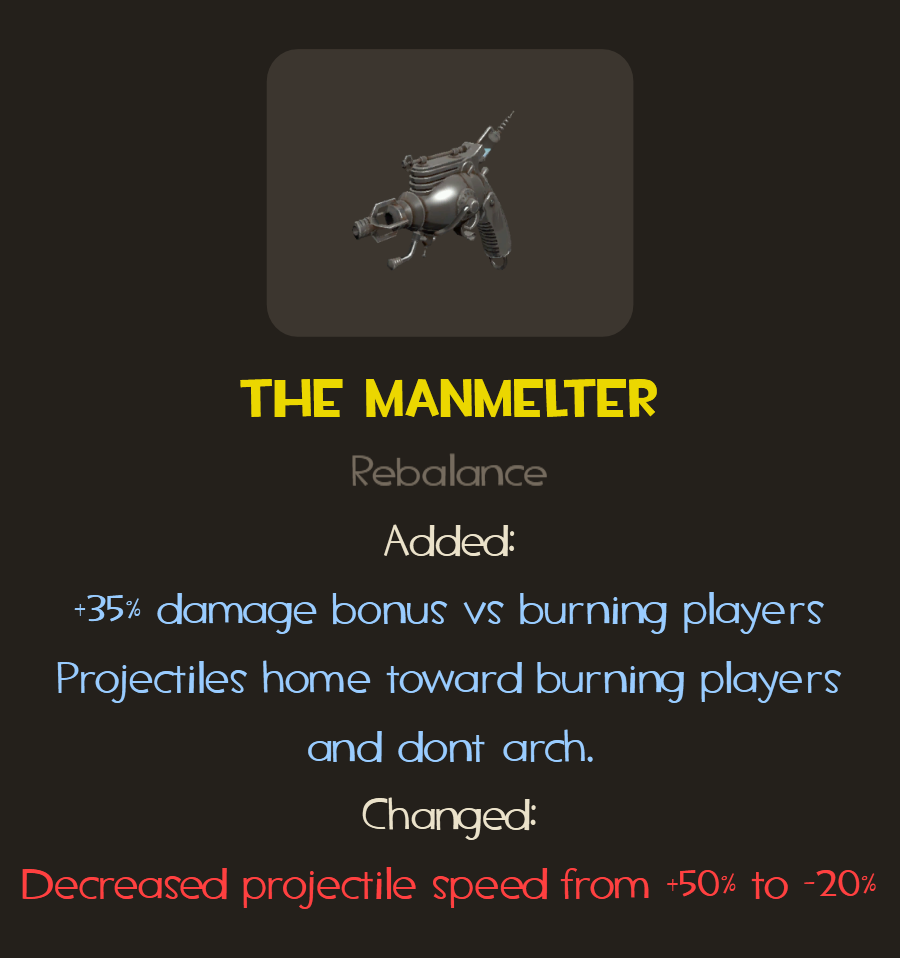 THE MANMELTER
Rebalance
Added:
+35% damage bonus vs burning players
Projectiles home toward burning players
and dont arch.
Changed:
Decreased projectile speed from +50% to -20%